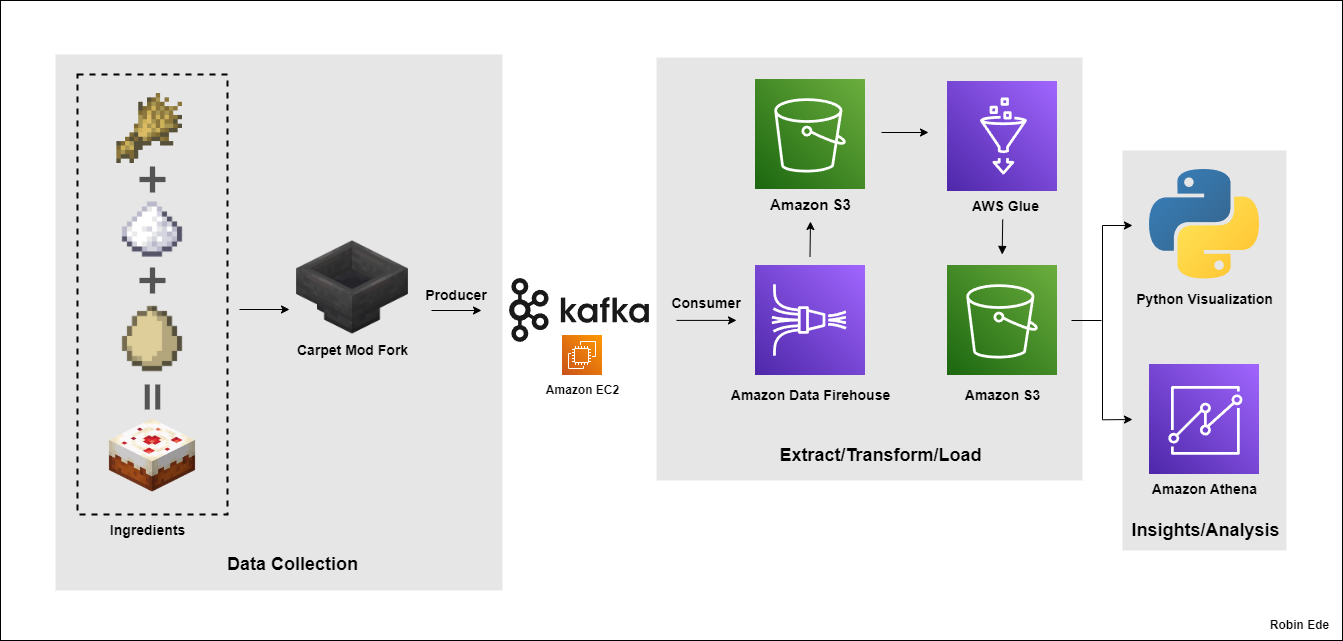 Ingredients
Data Collection
Carpet Mod Fork
Producer
kafka
Amazon EC2
Consumer
Amazon S3
AWS Glue
Amazon Data Firehouse
Amazon S3
Extract/Transform/Load
Python Visualization
Amazon Athena
Insights/Analysis
Robin Ede